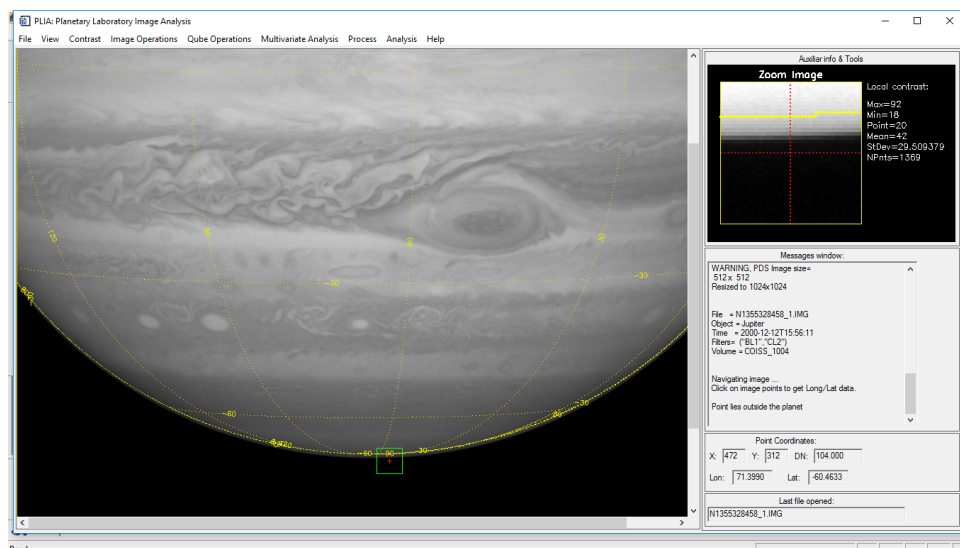 PLIA: Planetary Laboratory Image Analysis
File View Contrast Image Operations Qube Operations Multivariate Analysis Process Analysis Help
Auxiliar info & Tools
Zoom Image
Local contrast:
Max=92
Min=18
Point=20
Mean=42
StDev=29.509379
NPnts=1369
Messages window:
WARNING, PDS Image size=
512 x 512
Resized to 1024x1024
File = N1355328458_1.IMG
Object = Jupiter
Time = 2000-12-12T15:56:11
Filters= ("BL1","CL2")
Volume = COISS_1004
Navigating image ...
Click on image points to get Long/Lat data.
Point lies outside the planet
Point Coordinates:
X: 472 Y: 312 DN: 104.000
Lon: 71.3990 Lat: -60.4633
Last file opened:
N1355328458_1.IMG
120
30
-30
-60
-60
-90
-30